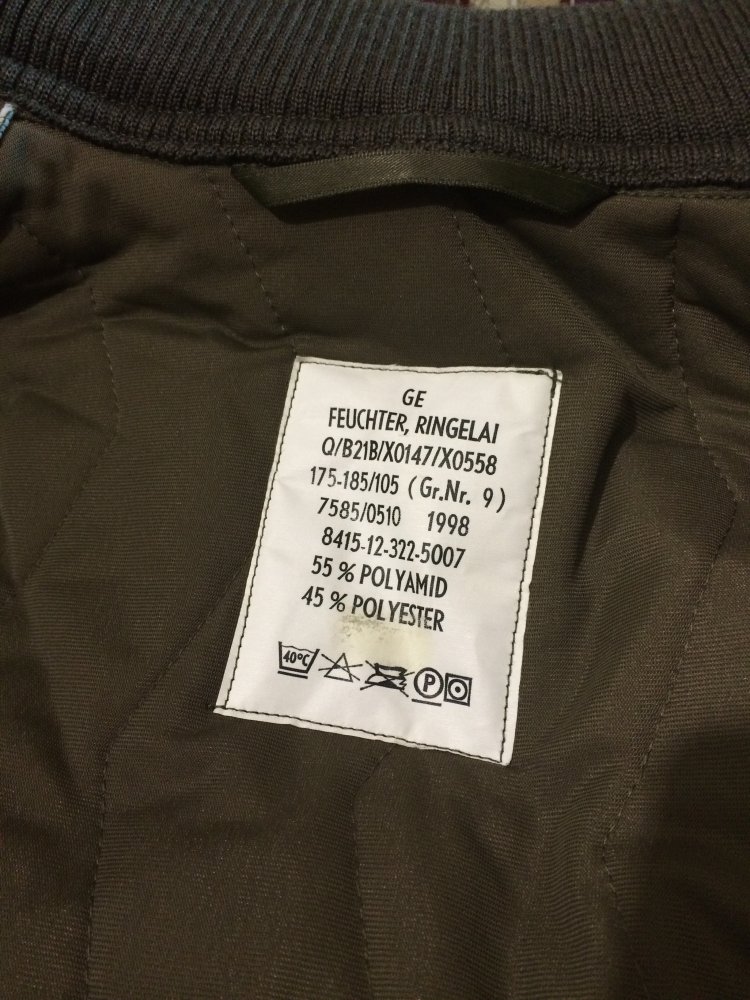 GE
FEUCHTER, RINGELAI
Q/B21B/X0147/X0558
175-185/105 (Gr.Nr. 9)
7585/0510 1998
8415-12-322-5007
55 % POLYAMID
45 % POLYESTER
40°C P